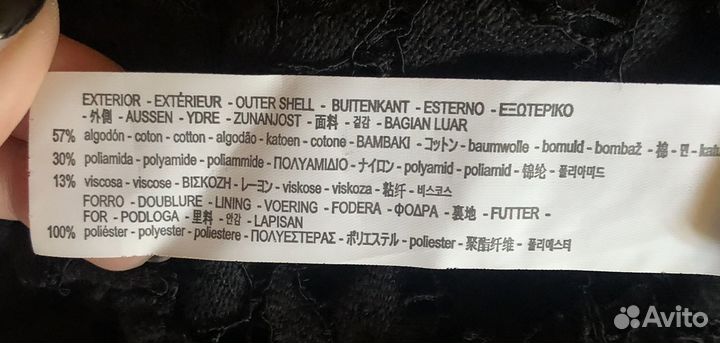 EXTERIOR - EXTÉRIEUR - OUTER SHELL - BUITENKANT - ESTERNO - ΕΞΩΤΕΡΙΚΟ
- 外側 - AUSSEN - YDRE - ZUNANJOST - 面料 - 겉감 - BAGIAN LUAR
57% algodón - coton - cotton - algodão - katoen - cotone - BAMBAKI - コットン - baumwolle - bomuld - bombaž - 棉 - 면 -
30% poliamida - polyamide - poliammide - ΠΟΛΥΑΜΙΔΙΟ - ナイロン - polyamid - poliamid - 锦纶 - 폴리아미드
13% viscosa - viscose - ΒΙΣΚΟΖΗ - レーヨン - viskose - viskoza - 粘纤 - 비스코스
FORRO - DOUBLURE - LINING - VOERING - FODERA - ΦΟΔΡΑ - 裏地 - FUTTER -
FOR - PODLOGA - 里料 - 안감 - LAPISAN
100% poliéster - polyester - poliestere - ΠΟΛΥΕΣΤΕΡΑΣ - ポリエステル - poliester - 聚酯纤维 - 폴리에스터
Avito